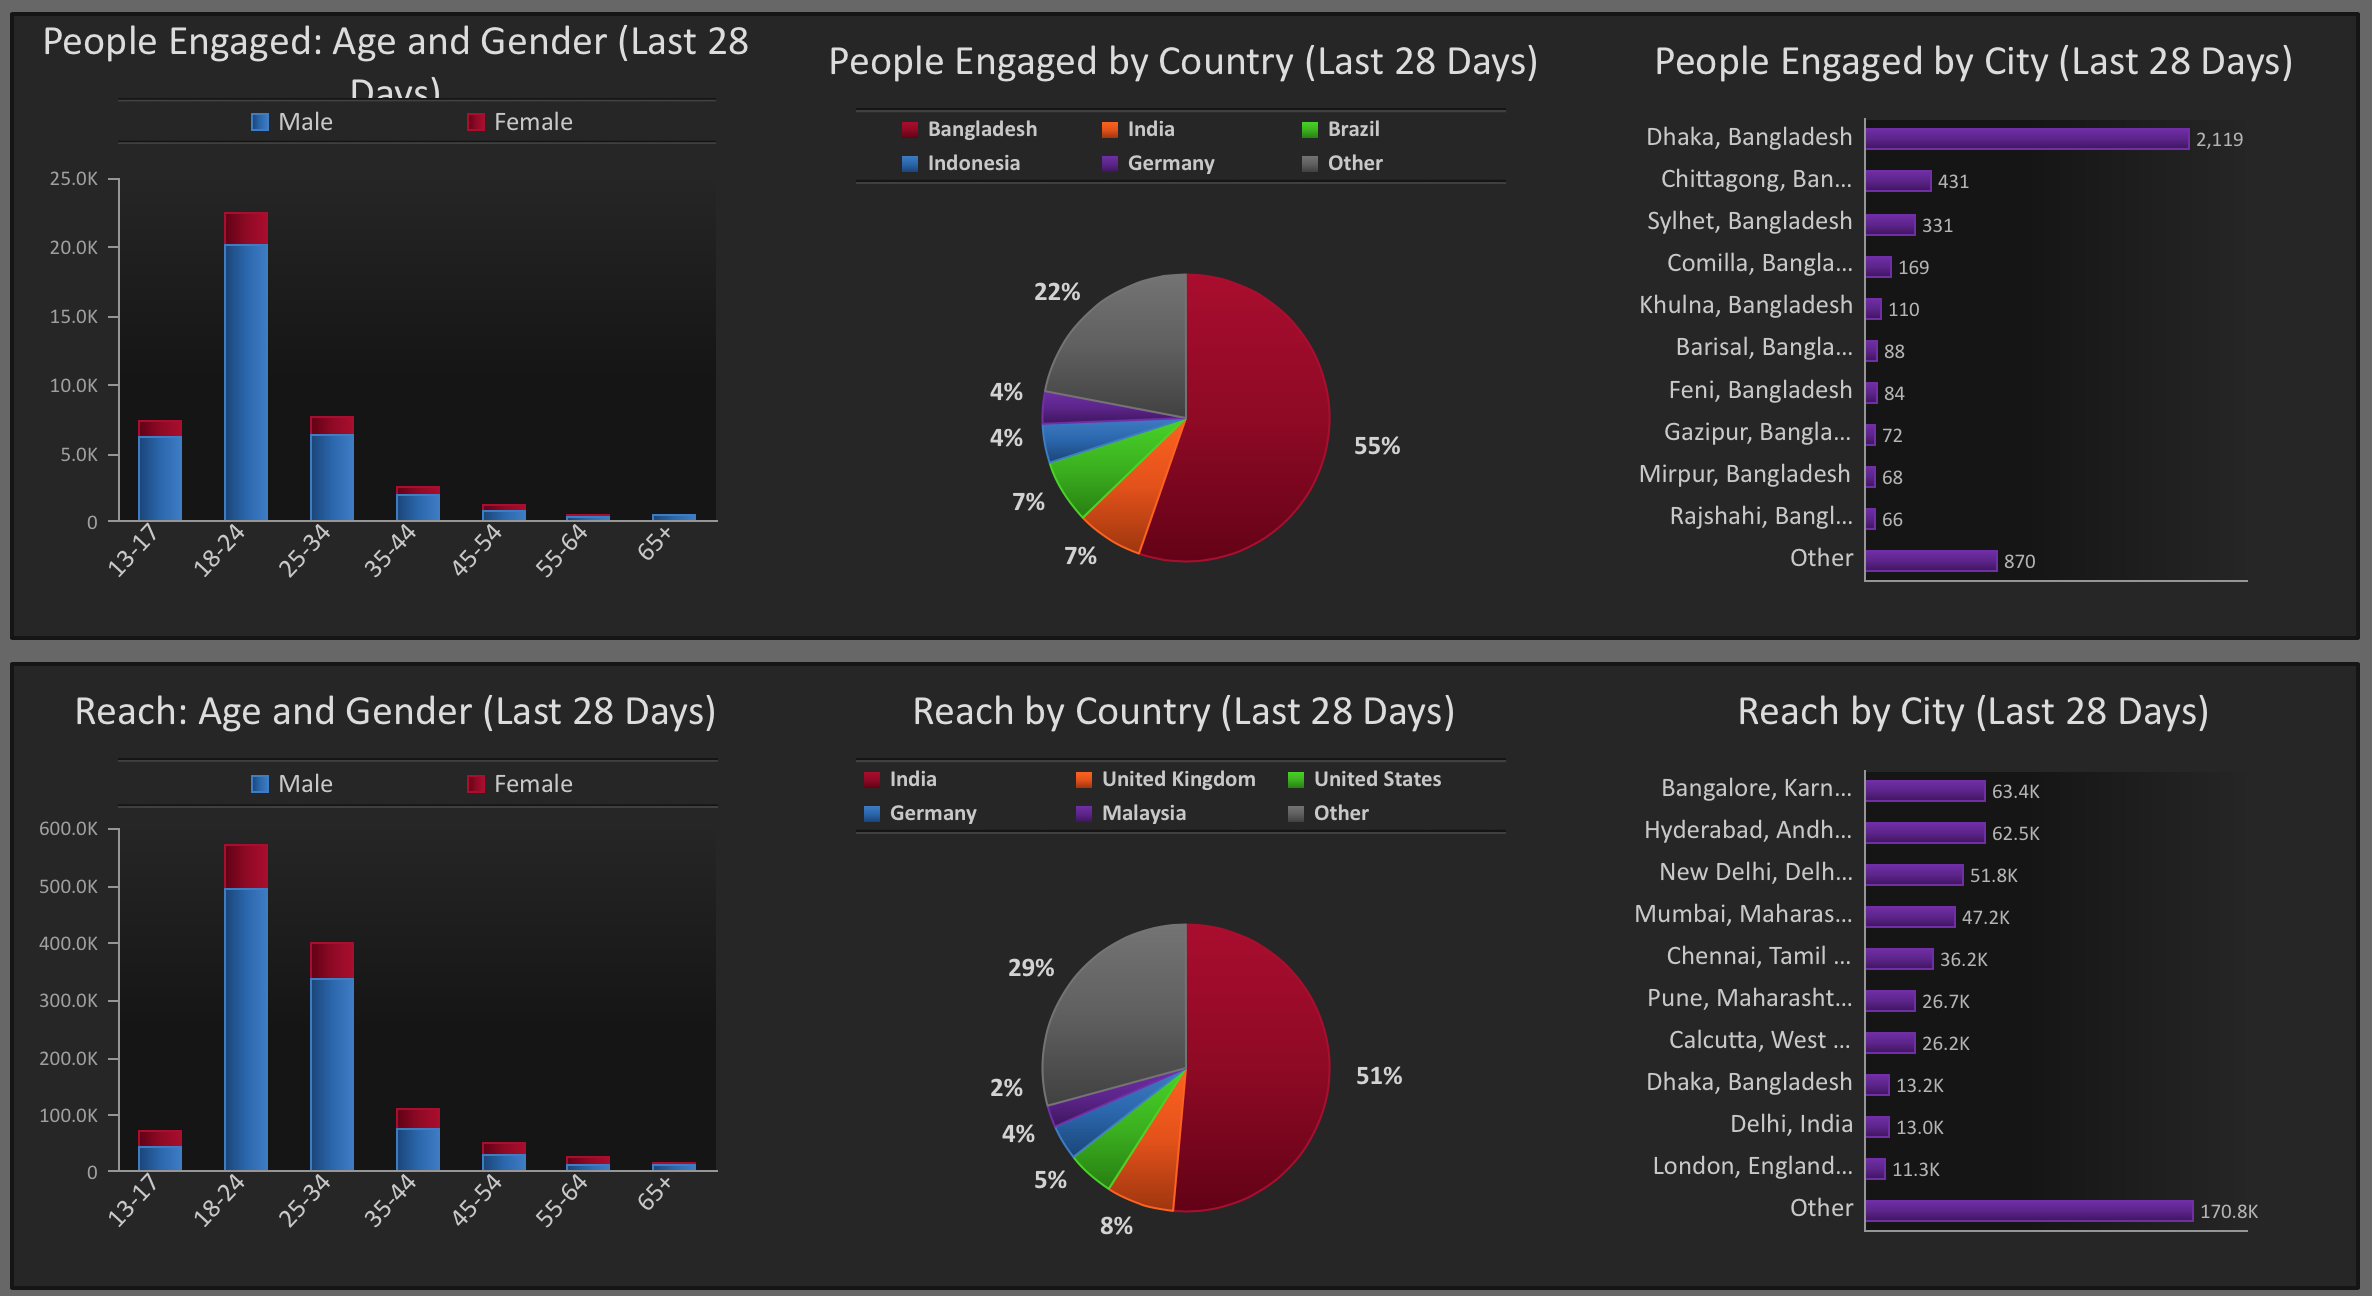 People Engaged: Age and Gender (Last 28
Days)
Male
Female
25.0K
20.0K
15.0K
10.0K
5.0K
0
13-17
18-24
25-34
35-44
45-54
55-64
65+
People Engaged by Country (Last 28 Days)
Bangladesh
India
Brazil
Indonesia
Germany
Other
22%
4%
4%
7%
7%
55%
People Engaged by City (Last 28 Days)
Dhaka, Bangladesh 2,119
Chittagong, Ban... 431
Sylhet, Bangladesh 331
Comilla, Bangla... 169
Khulna, Bangladesh 110
Barisal, Bangla... 88
Feni, Bangladesh 84
Gazipur, Bangla... 72
Mirpur, Bangladesh 68
Rajshahi, Bangl... 66
Other 870
Reach: Age and Gender (Last 28 Days)
Male
Female
600.0K
500.0K
400.0K
300.0K
200.0K
100.0K
0
13-17
18-24
25-34
35-44
45-54
55-64
65+
Reach by Country (Last 28 Days)
India
United Kingdom
United States
Germany
Malaysia
Other
29%
2%
4%
5%
8%
51%
Reach by City (Last 28 Days)
Bangalore, Karn... 63.4K
Hyderabad, Andh... 62.5K
New Delhi, Delh... 51.8K
Mumbai, Maharas... 47.2K
Chennai, Tamil ... 36.2K
Pune, Maharasht... 26.7K
Calcutta, West ... 26.2K
Dhaka, Bangladesh 13.2K
Delhi, India 13.0K
London, England... 11.3K
Other 170.8K